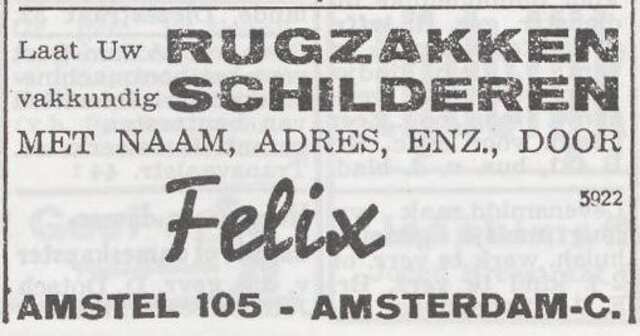 Laat Uw RUGZAKKEN
vakkundig SCHILDEREN
MET NAAM, ADRES, ENZ., DOOR
Felix
5922
AMSTEL 105 - AMSTERDAM-C.